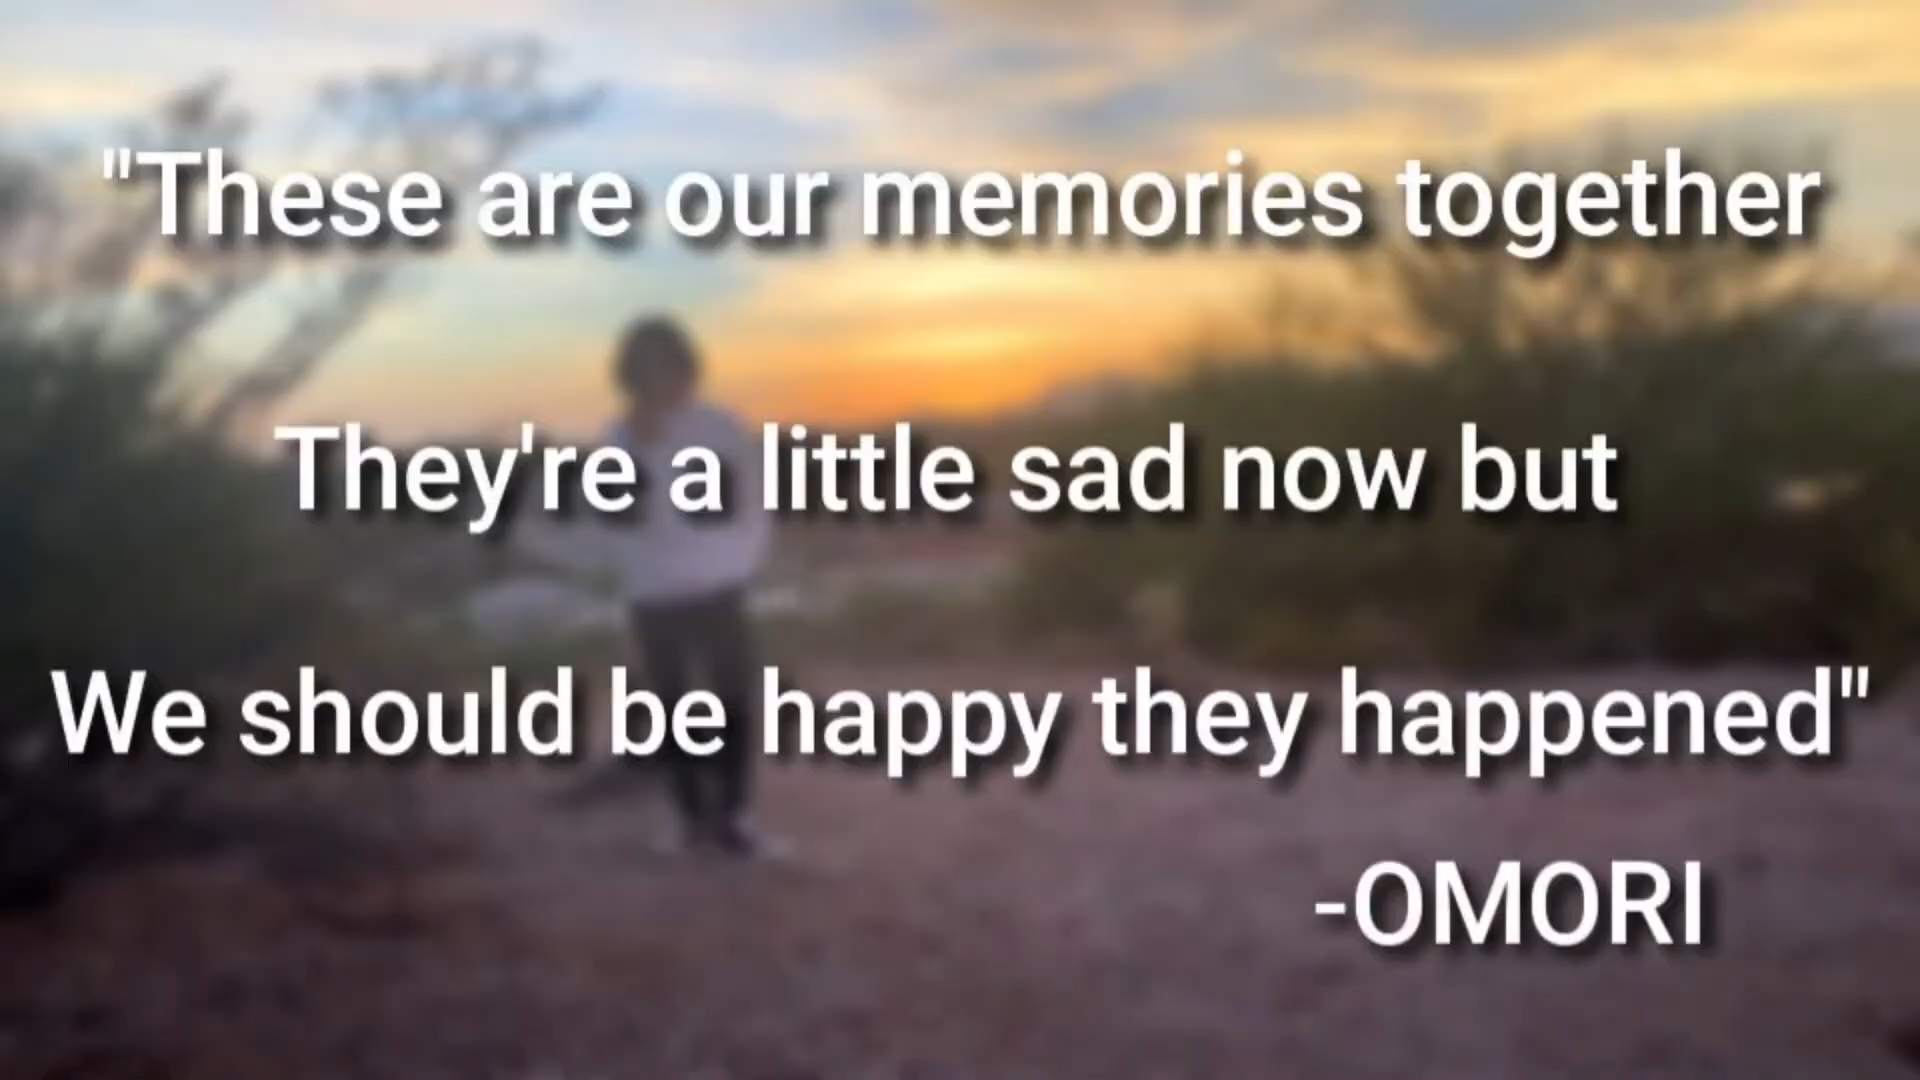 "These are our memories together
They're a little sad now but
We should be happy they happened"
-OMORI